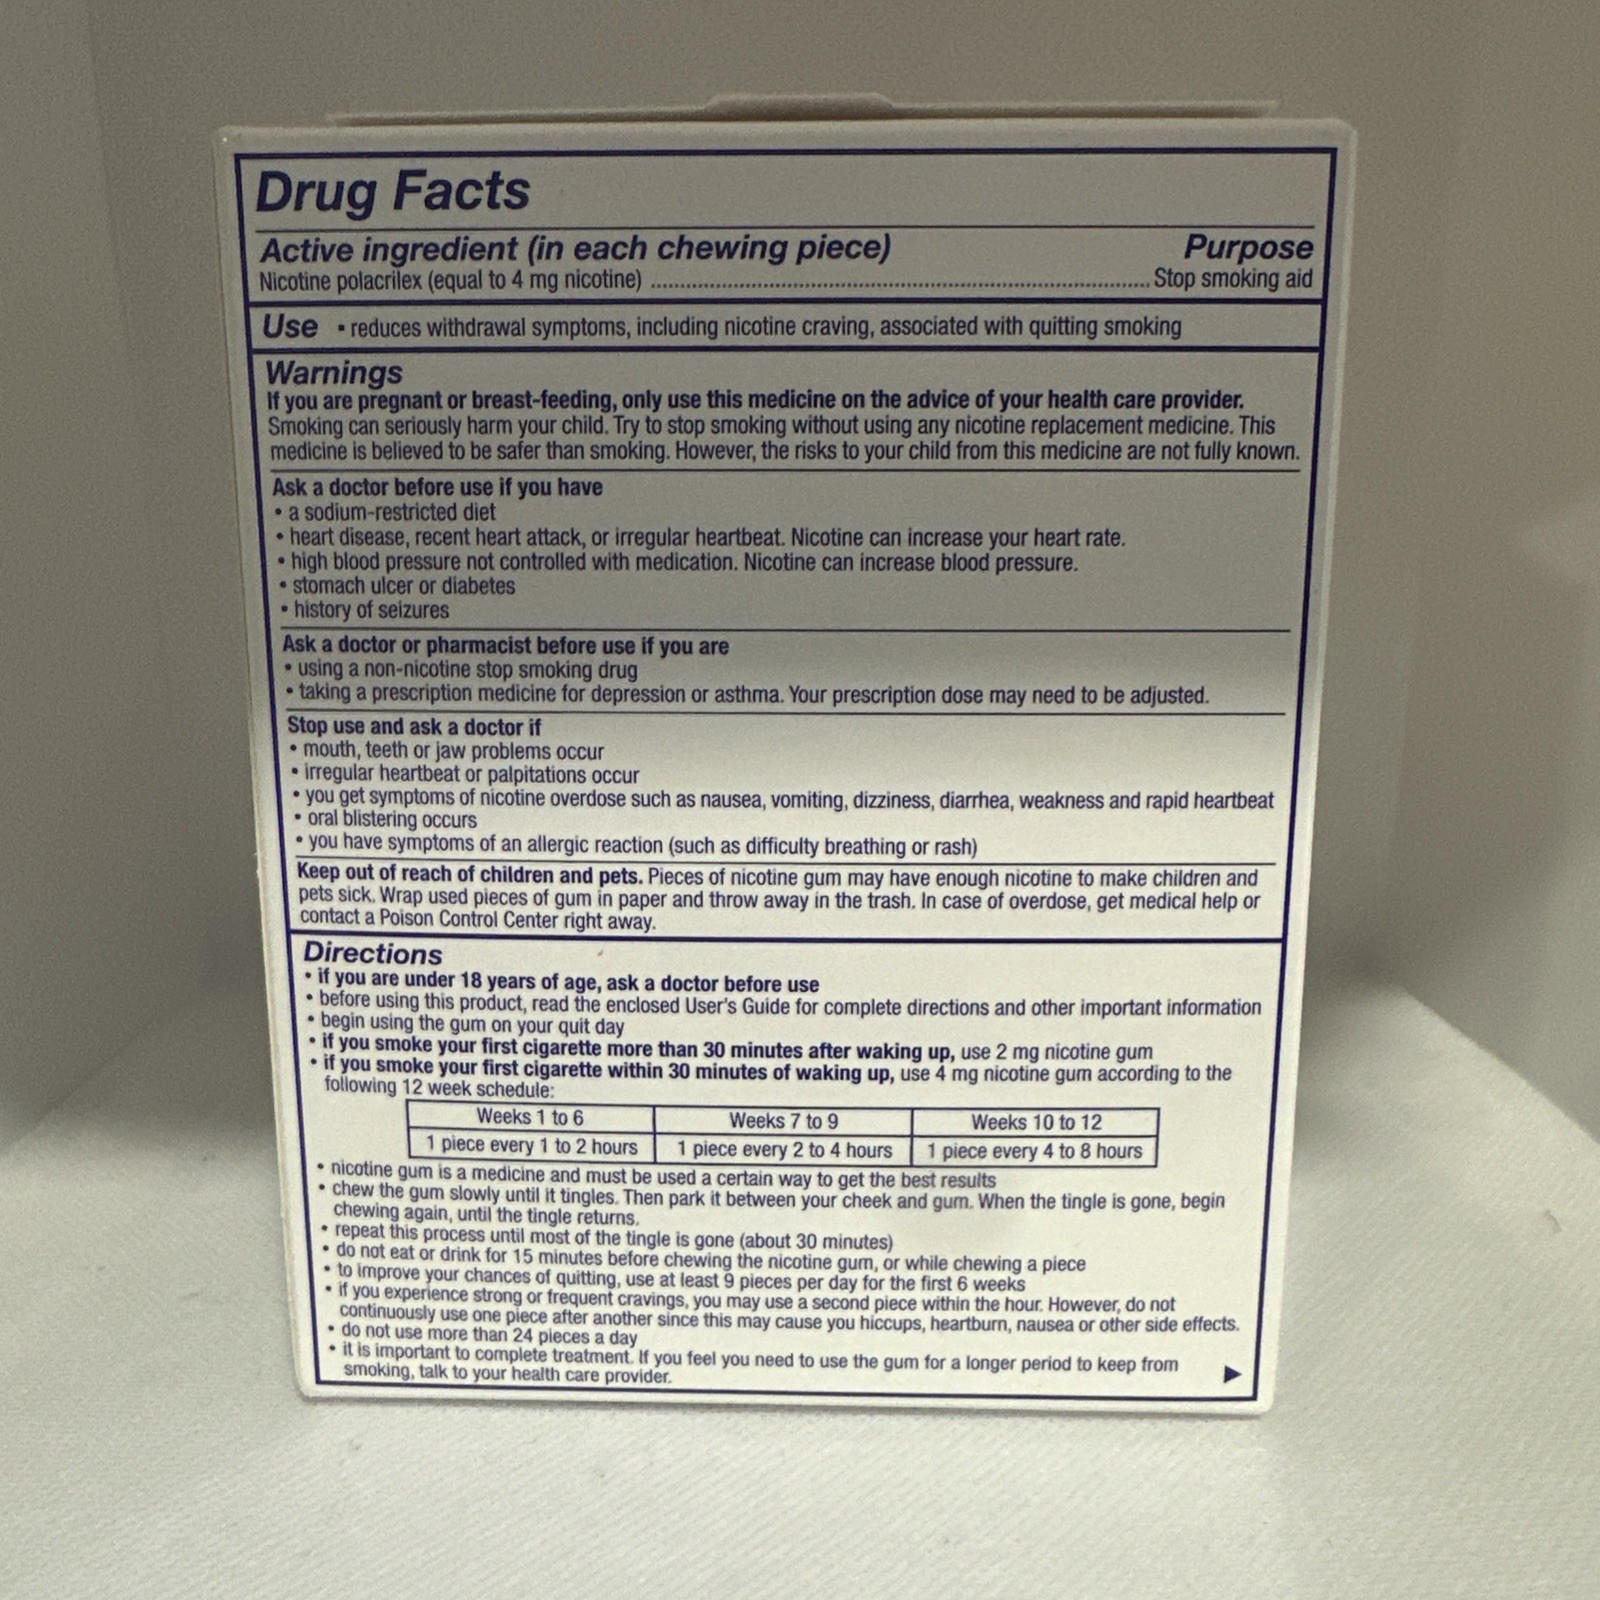 Drug Facts
Active ingredient (in each chewing piece) Purpose
Nicotine polacrilex (equal to 4 mg nicotine) ........................................................................ Stop smoking aid
Use ▪ reduces withdrawal symptoms, including nicotine craving, associated with quitting smoking
Warnings
If you are pregnant or breast-feeding, only use this medicine on the advice of your health care provider.
Smoking can seriously harm your child. Try to stop smoking without using any nicotine replacement medicine. This
medicine is believed to be safer than smoking. However, the risks to your child from this medicine are not fully known.
Ask a doctor before use if you have
• a sodium-restricted diet
• heart disease, recent heart attack, or irregular heartbeat. Nicotine can increase your heart rate.
• high blood pressure not controlled with medication. Nicotine can increase blood pressure.
• stomach ulcer or diabetes
• history of seizures
Ask a doctor or pharmacist before use if you are
• using a non-nicotine stop smoking drug
• taking a prescription medicine for depression or asthma. Your prescription dose may need to be adjusted.
Stop use and ask a doctor if
• mouth, teeth or jaw problems occur
• irregular heartbeat or palpitations occur
• you get symptoms of nicotine overdose such as nausea, vomiting, dizziness, diarrhea, weakness and rapid heartbeat
• oral blistering occurs
• you have symptoms of an allergic reaction (such as difficulty breathing or rash)
Keep out of reach of children and pets. Pieces of nicotine gum may have enough nicotine to make children and
pets sick. Wrap used pieces of gum in paper and throw away in the trash. In case of overdose, get medical help or
contact a Poison Control Center right away.
Directions
• if you are under 18 years of age, ask a doctor before use
• before using this product, read the enclosed User's Guide for complete directions and other important information
• begin using the gum on your quit day
• if you smoke your first cigarette more than 30 minutes after waking up, use 2 mg nicotine gum
• if you smoke your first cigarette within 30 minutes of waking up, use 4 mg nicotine gum according to the
following 12 week schedule:
Weeks 1 to 6 Weeks 7 to 9 Weeks 10 to 12
1 piece every 1 to 2 hours 1 piece every 2 to 4 hours 1 piece every 4 to 8 hours
• nicotine gum is a medicine and must be used a certain way to get the best results
• chew the gum slowly until it tingles. Then park it between your cheek and gum. When the tingle is gone, begin
chewing again, until the tingle returns.
• repeat this process until most of the tingle is gone (about 30 minutes)
• do not eat or drink for 15 minutes before chewing the nicotine gum, or while chewing a piece
• to improve your chances of quitting, use at least 9 pieces per day for the first 6 weeks
• if you experience strong or frequent cravings, you may use a second piece within the hour. However, do not
continuously use one piece after another since this may cause you hiccups, heartburn, nausea or other side effects.
• do not use more than 24 pieces a day
• it is important to complete treatment. If you feel you need to use the gum for a longer period to keep from
smoking, talk to your health care provider.